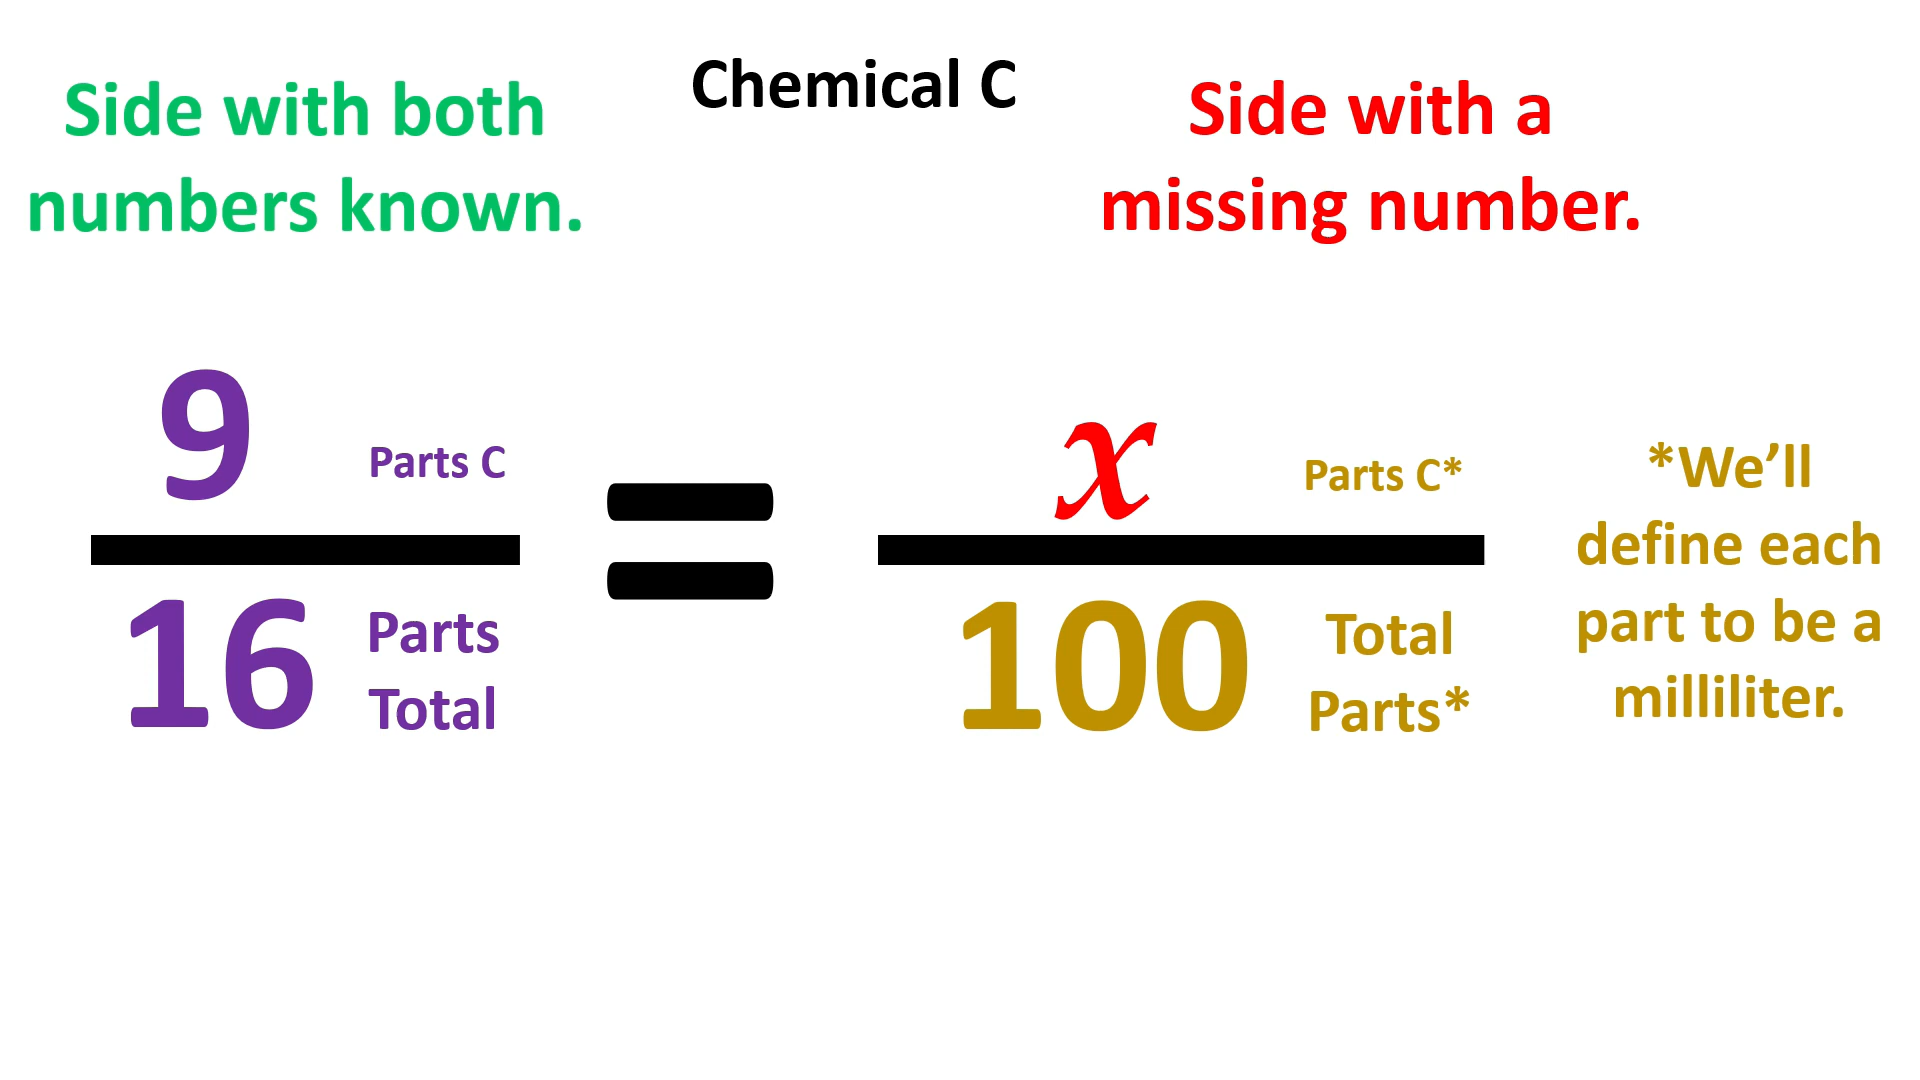 Chemical C
Side with both
numbers known.
Side with a
missing number.
9
Parts C
16
Parts
Total
=
x
Parts C*
100
Total
Parts*
*We’ll
define each
part to be a
milliliter.